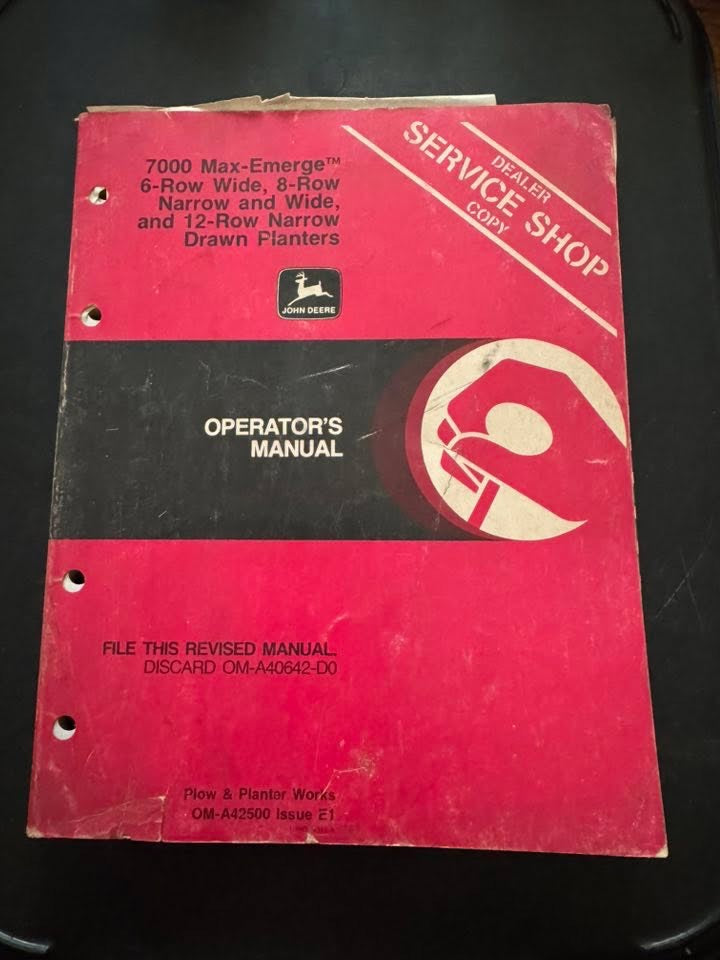 7000 Max-Emerge™
6-Row Wide, 8-Row
Narrow and Wide,
and 12-Row Narrow
Drawn Planters
DEALER
SERVICE SHOP
COPY
JOHN DEERE
OPERATOR'S
MANUAL
FILE THIS REVISED MANUAL.
DISCARD OM-A40642-D0
Plow & Planter Works
OM-A42500 Issue E1